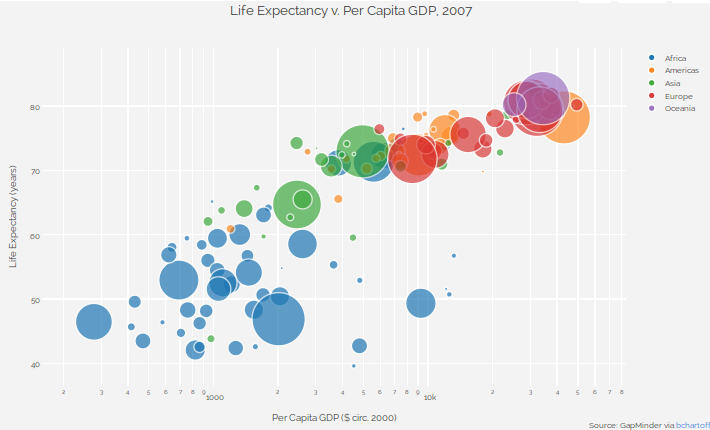 Life Expectancy v. Per Capita GDP, 2007
Africa
Americas
Asia
Europe
Oceania
Life Expectancy (years)
80
70
60
50
40
2 3 4 5 6 7 8 9 1000 2 3 4 5 6 7 8 9 10k 2 3 4 5 6 7 8
Per Capita GDP ($ circ. 2000)
Source: GapMinder via bchartoff